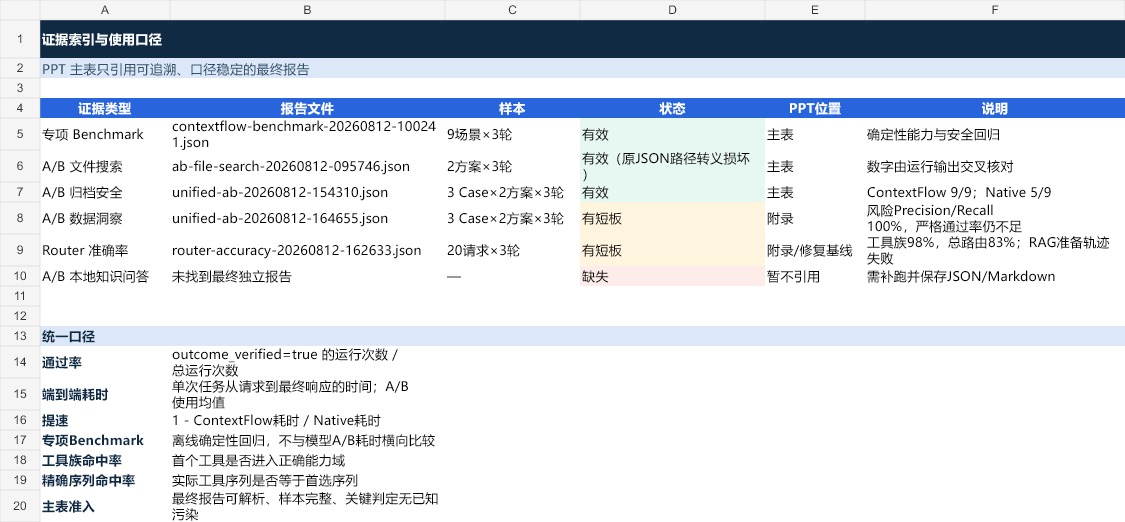 A B C D E F
1 证据索引与使用口径
2 PPT 主表只引用可追溯、口径稳定的最终报告
3
4 证据类型 报告文件 样本 状态 PPT位置 说明
5 专项 Benchmark contextflow-benchmark-20260812-10024
1.json 9场景×3轮 有效 主表 确定性能力与安全回归
6 A/B 文件搜索 ab-file-search-20260812-095746.json 2方案×3轮 有效（原JSON路径转义损坏
） 主表 数字由运行输出交叉核对
7 A/B 归档安全 unified-ab-20260812-154310.json 3 Case×2方案×3轮 有效 主表 ContextFlow 9/9；Native 5/9
8 A/B 数据洞察 unified-ab-20260812-164655.json 3 Case×2方案×3轮 有短板 附录 风险Precision/Recall
100%，严格通过率仍不足
9 Router 准确率 router-accuracy-20260812-162633.json 20请求×3轮 有短板 附录/修复基线 工具族98%，总路由83%；RAG准备轨迹
失败
10 A/B 本地知识问答 未找到最终独立报告 — 缺失 暂不引用 需补跑并保存JSON/Markdown
11
12
13 统一口径
14 通过率 outcome_verified=true 的运行次数 /
总运行次数
15 端到端耗时 单次任务从请求到最终响应的时间；A/B
使用均值
16 提速 1 - ContextFlow耗时 / Native耗时
17 专项Benchmark 离线确定性回归，不与模型A/B耗时横向比较
18 工具族命中率 首个工具是否进入正确能力域
19 精确序列命中率 实际工具序列是否等于首选序列
20 主表准入 最终报告可解析、样本完整、关键判定无已知
污染